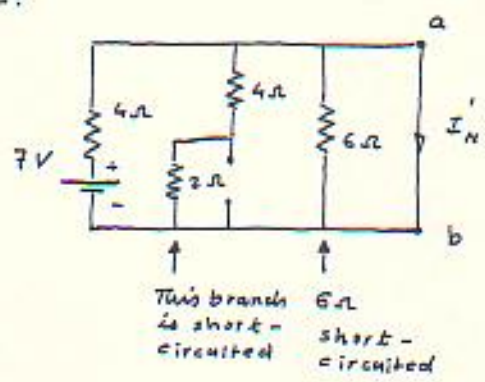 a
4Ω
4Ω
I'N
6Ω
7V
+
2Ω
-
b
This branch
is short-
circuited
6Ω
short-
circuited